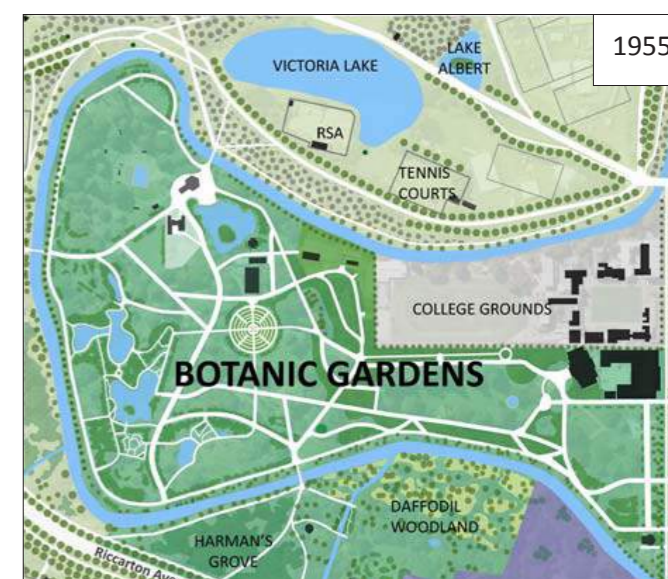 1955
VICTORIA LAKE
LAKE
ALBERT
RSA
TENNIS
COURTS
COLLEGE GROUNDS
BOTANIC GARDENS
DAFFODIL
WOODLAND
HARMAN'S
GROVE
Riccarton Ave